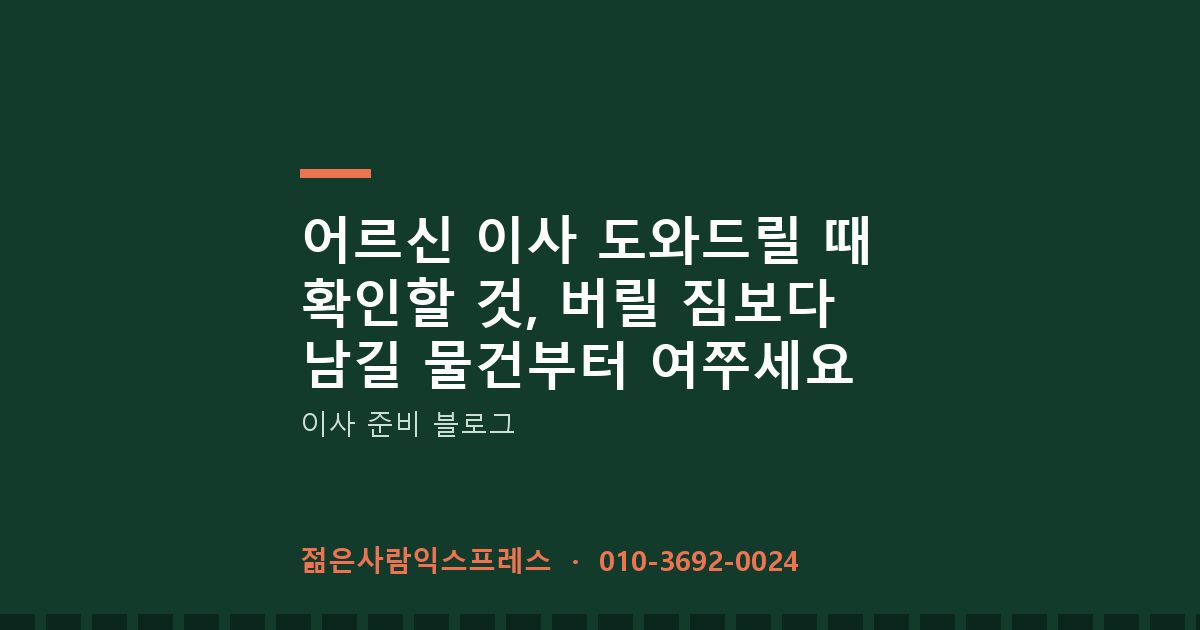 어르신 이사 도와드릴 때
확인할 것, 버릴 짐보다
남길 물건부터 여쭈세요
이사 준비 블로그
젊은사람익스프레스 · 010-3692-0024